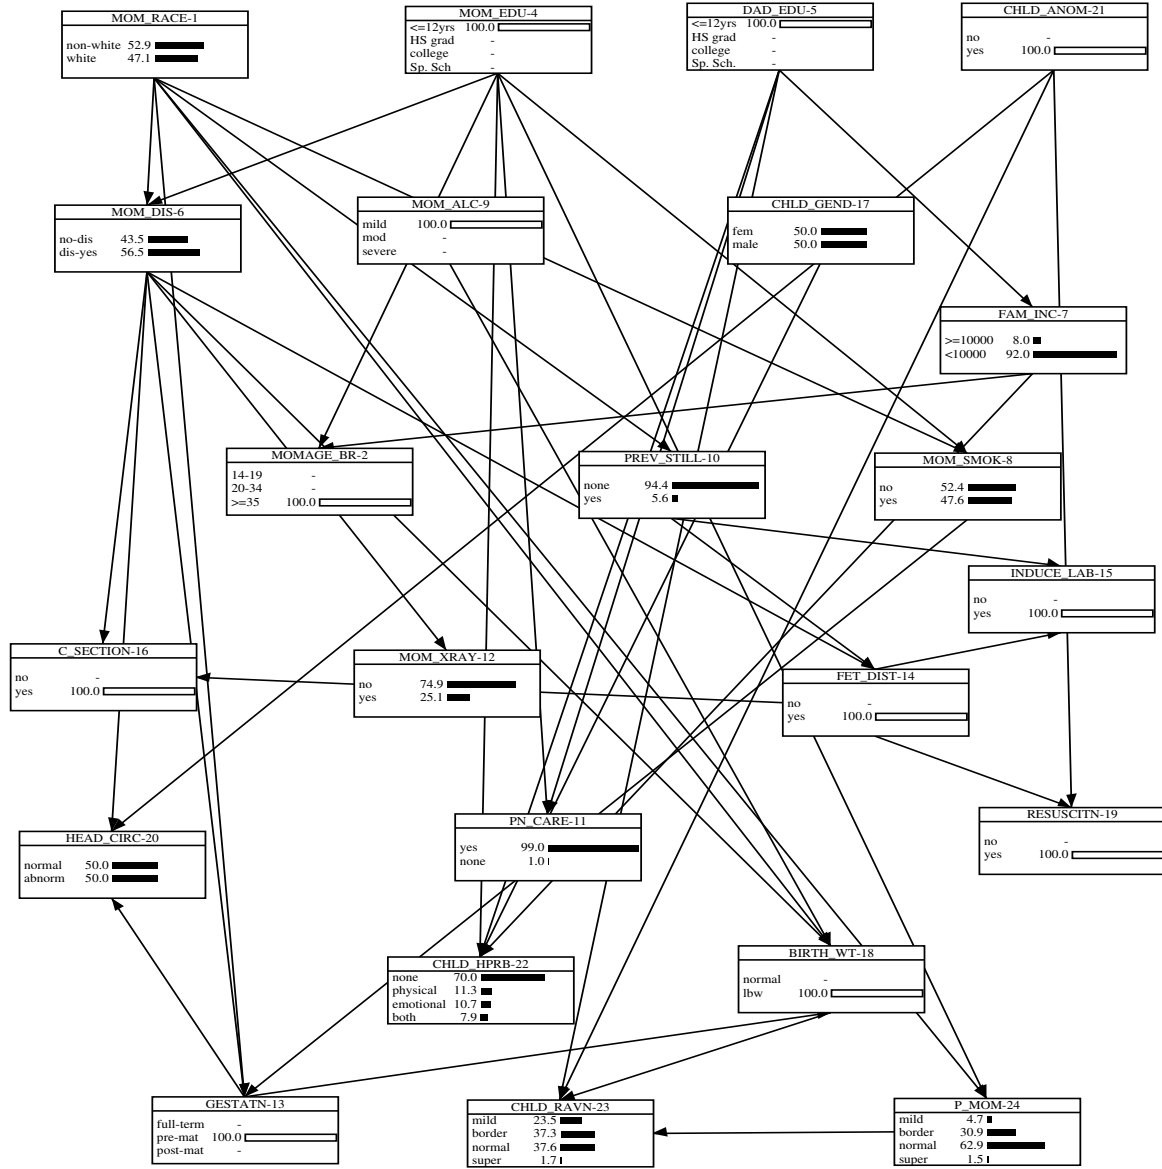 MOM_RACE-1
non-white 52.9
white 47.1
MOM_EDU-4
<=12yrs 100.0
HS grad -
college -
Sp. Sch -
DAD_EDU-5
<=12yrs 100.0
HS grad -
college -
Sp. Sch. -
CHLD_ANOM-21
no -
yes 100.0
MOM_DIS-6
no-dis 43.5
dis-yes 56.5
MOM_ALC-9
mild 100.0
mod -
severe -
CHLD_GEND-17
fem 50.0
male 50.0
FAM_INC-7
>=10000 8.0
<10000 92.0
MOMAGE_BR-2
14-19 -
20-34 -
>=35 100.0
PREV_STILL-10
none 94.4
yes 5.6
MOM_SMOK-8
no 52.4
yes 47.6
INDUCE_LAB-15
no -
yes 100.0
C_SECTION-16
no -
yes 100.0
MOM_XRAY-12
no 74.9
yes 25.1
FET_DIST-14
no -
yes 100.0
HEAD_CIRC-20
normal 50.0
abnorm 50.0
PN_CARE-11
yes 99.0
none 1.0
RESUSCITN-19
no -
yes 100.0
CHLD_HPRB-22
none 70.0
physical 11.3
emotional 10.7
both 7.9
BIRTH_WT-18
normal -
lbw 100.0
GESTATN-13
full-term -
pre-mat 100.0
post-mat -
CHLD_RAVN-23
mild 23.5
border 37.3
normal 37.6
super 1.7
P_MOM-24
mild 4.7
border 30.9
normal 62.9
super 1.5